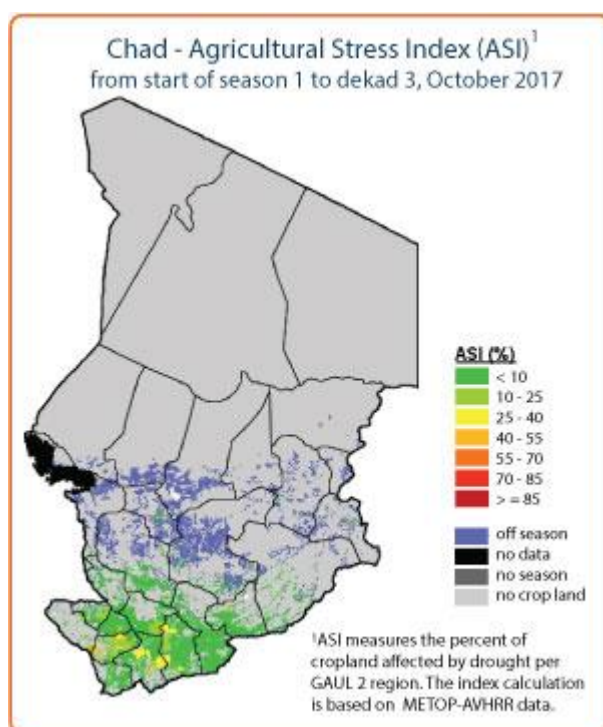 Chad - Agricultural Stress Index (ASI)¹
from start of season 1 to dekad 3, October 2017
ASI (%)
< 10
10 - 25
25 - 40
40 - 55
55 - 70
70 - 85
> = 85
off season
no data
no season
no crop land
¹ASI measures the percent of
cropland affected by drought per
GAUL 2 region. The index calculation
is based on METOP-AVHRR data.